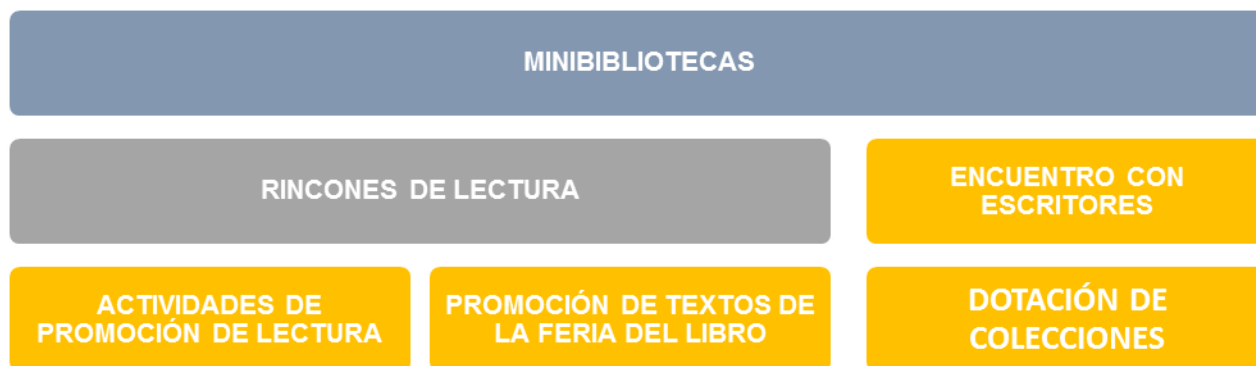 MINIBIBLIOTECAS
RINCONES DE LECTURA
ENCUENTRO CON
ESCRITORES
ACTIVIDADES DE
PROMOCIÓN DE LECTURA
PROMOCIÓN DE TEXTOS DE
LA FERIA DEL LIBRO
DOTACIÓN DE
COLECCIONES